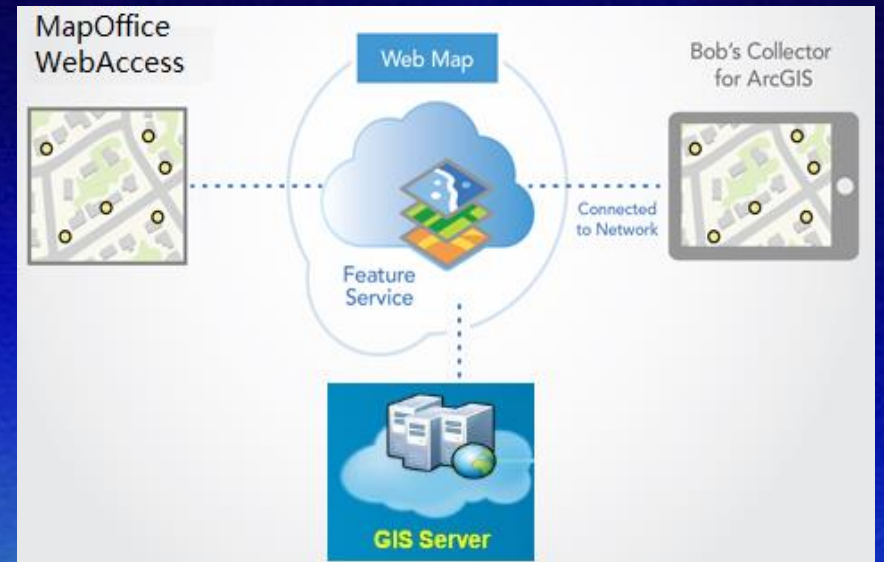 MapOffice
WebAccess
Web Map
Bob's Collector
for ArcGIS
Connected
to Network
Feature
Service
GIS Server